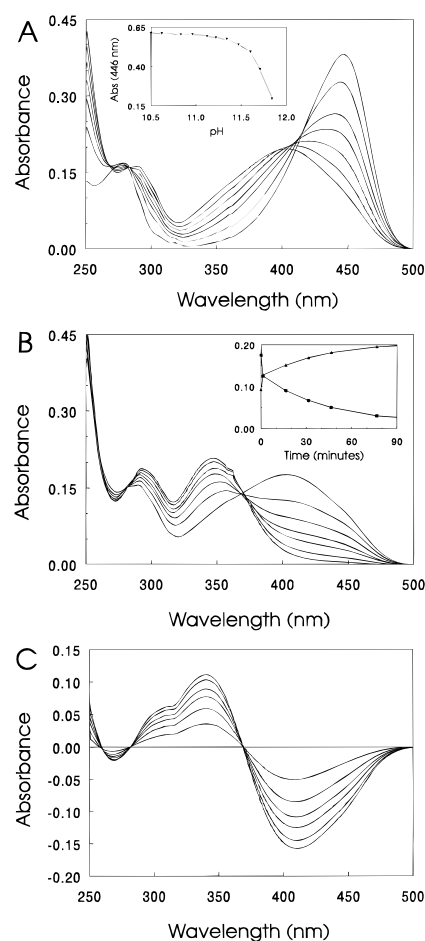 A
0.45
0.30
0.15
0.00
Absorbance
0.65
0.40
0.15
Abs (446 nm)
10.5 11.0 11.5 12.0
pH
250 300 350 400 450 500
Wavelength (nm)
B
0.45
0.30
0.15
0.00
Absorbance
0.20
0.10
0.00
0 30 60 90
Time (minutes)
250 300 350 400 450 500
Wavelength (nm)
C
0.15
0.10
0.05
0.00
-0.05
-0.10
-0.15
-0.20
Absorbance
250 300 350 400 450 500
Wavelength (nm)